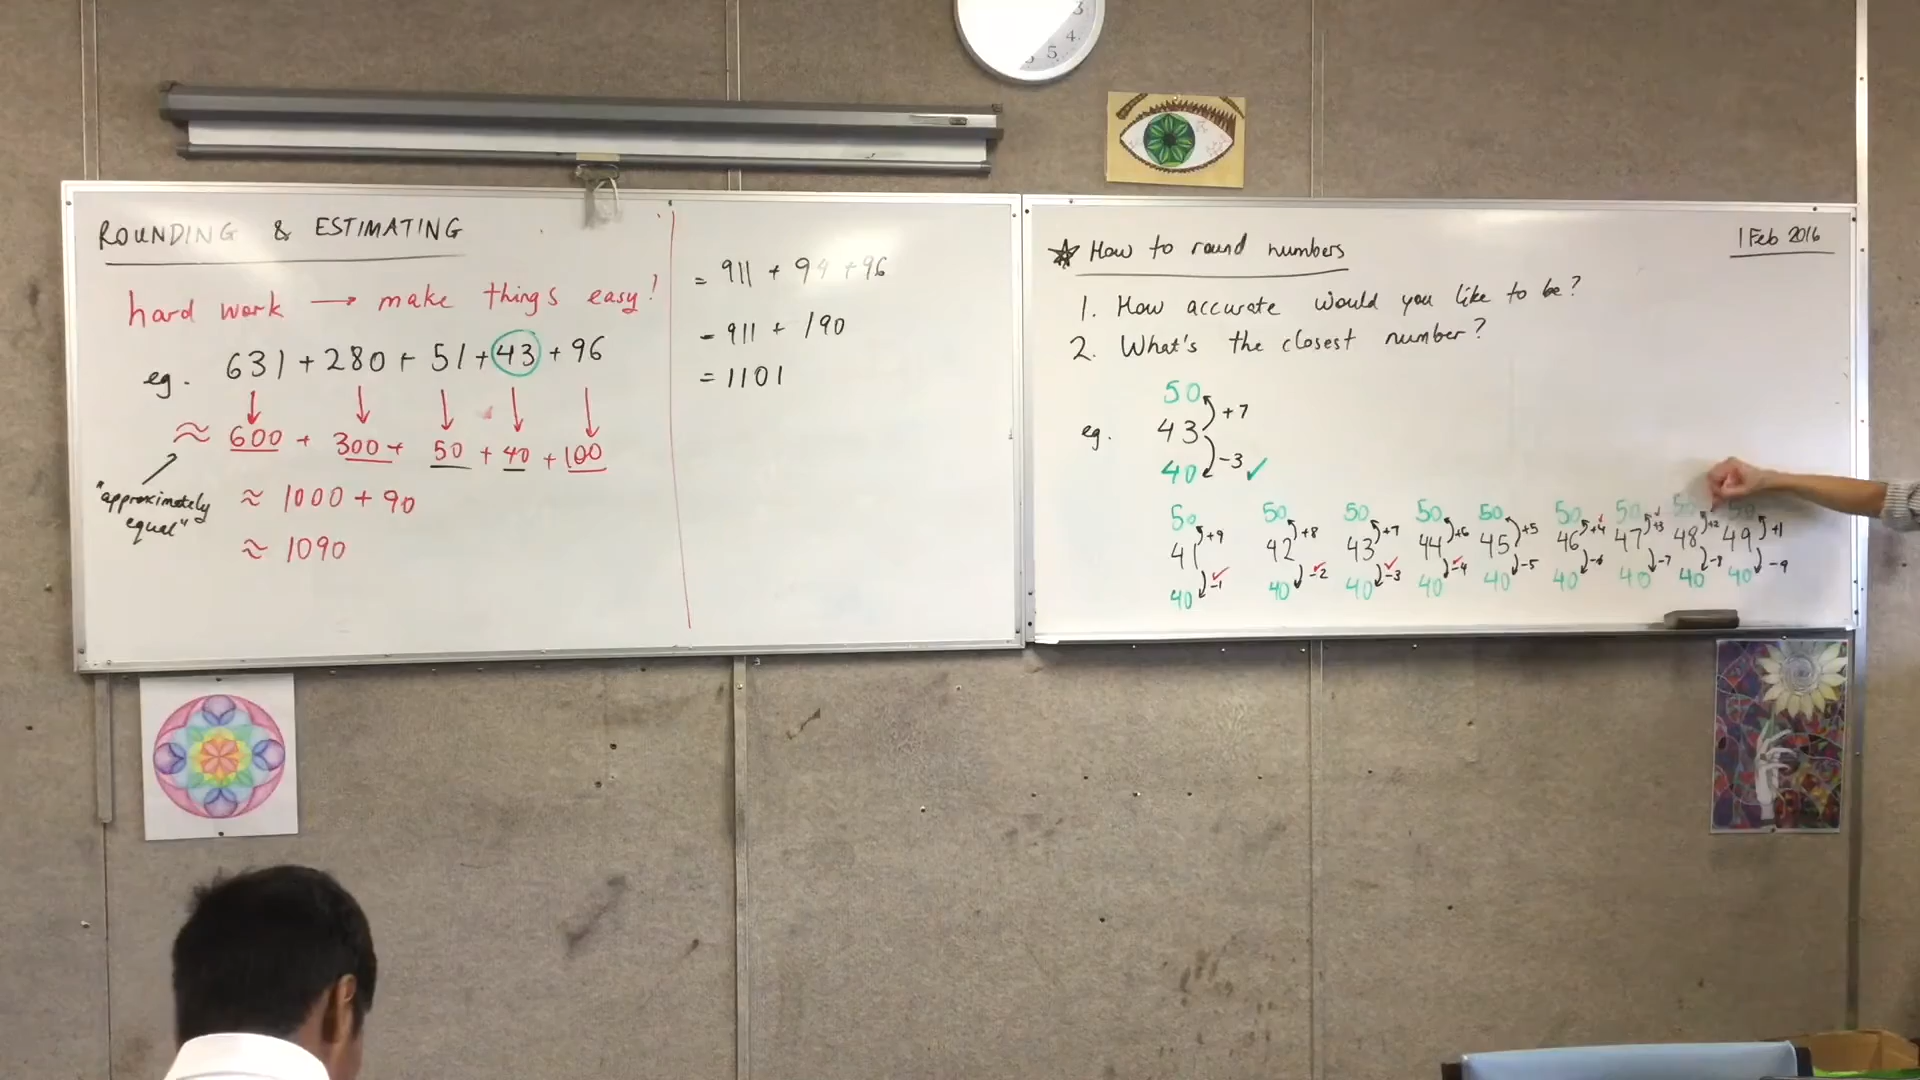 ROUNDING & ESTIMATING
hard work → make things easy!
eg. 631 + 280 + 51 + 43 + 96
≈ 600 + 300 + 50 + 40 + 100
"approximately equal"
≈ 1000 + 90
≈ 1090
= 911 + 94 + 96
= 911 + 190
= 1101
1 Feb 2016
How to round numbers
1. How accurate would you like to be?
2. What's the closest number?
50
+7
eg. 43
-3 ✓
40
50 50 50 50 50 50 50 50 50
+9 +8 +7 +6 +5 +4 ✓ +3 ✓ +2 ✓ +1
41 42 43 44 45 46 47 48 49
-1 ✓ -2 ✓ -3 ✓ -4 ✓ -5 -6 -7 -8 -9
40 40 40 40 40 40 40 40 40
3
4
5